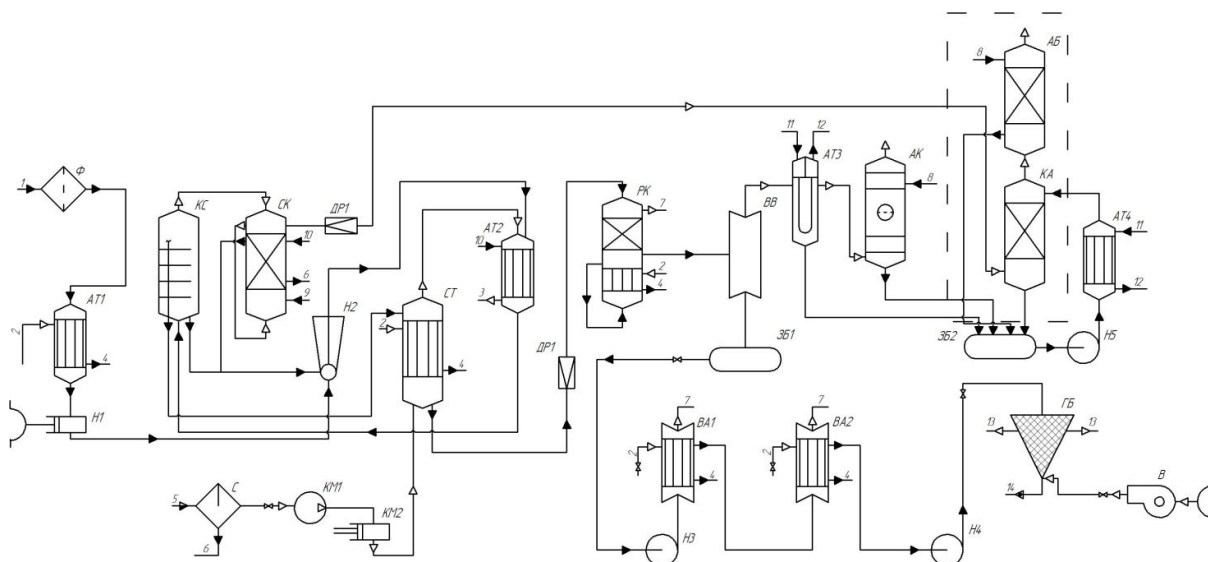 АБ
8
11
12
АТ3
АК
8
КА
АТ4
11
12
1
Ф
КС
СК
ДР1
10
6
9
РК
7
2
4
ВВ
АТ2
10
3
Н2
СТ
2
4
ДР1
АТ1
2
4
Н1
ЗБ1
ЗБ2
Н5
5
С
6
КМ1
КМ2
7
ВА1
2
4
Н3
7
ВА2
2
4
Н4
ГБ
13
13
14
В